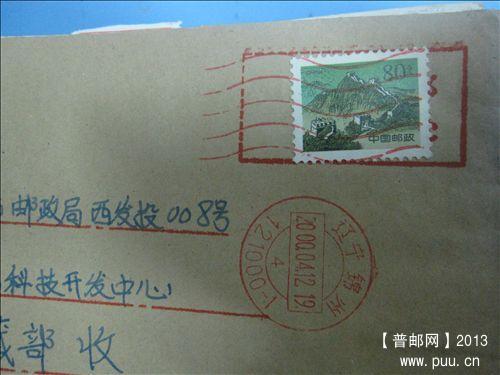 80分
中国邮政
邮政局西发投008号
辽宁锦州
2000.04.12 19
4
121000-1
科技开发中心
部 收
【普邮网】2013
www.puu.cn